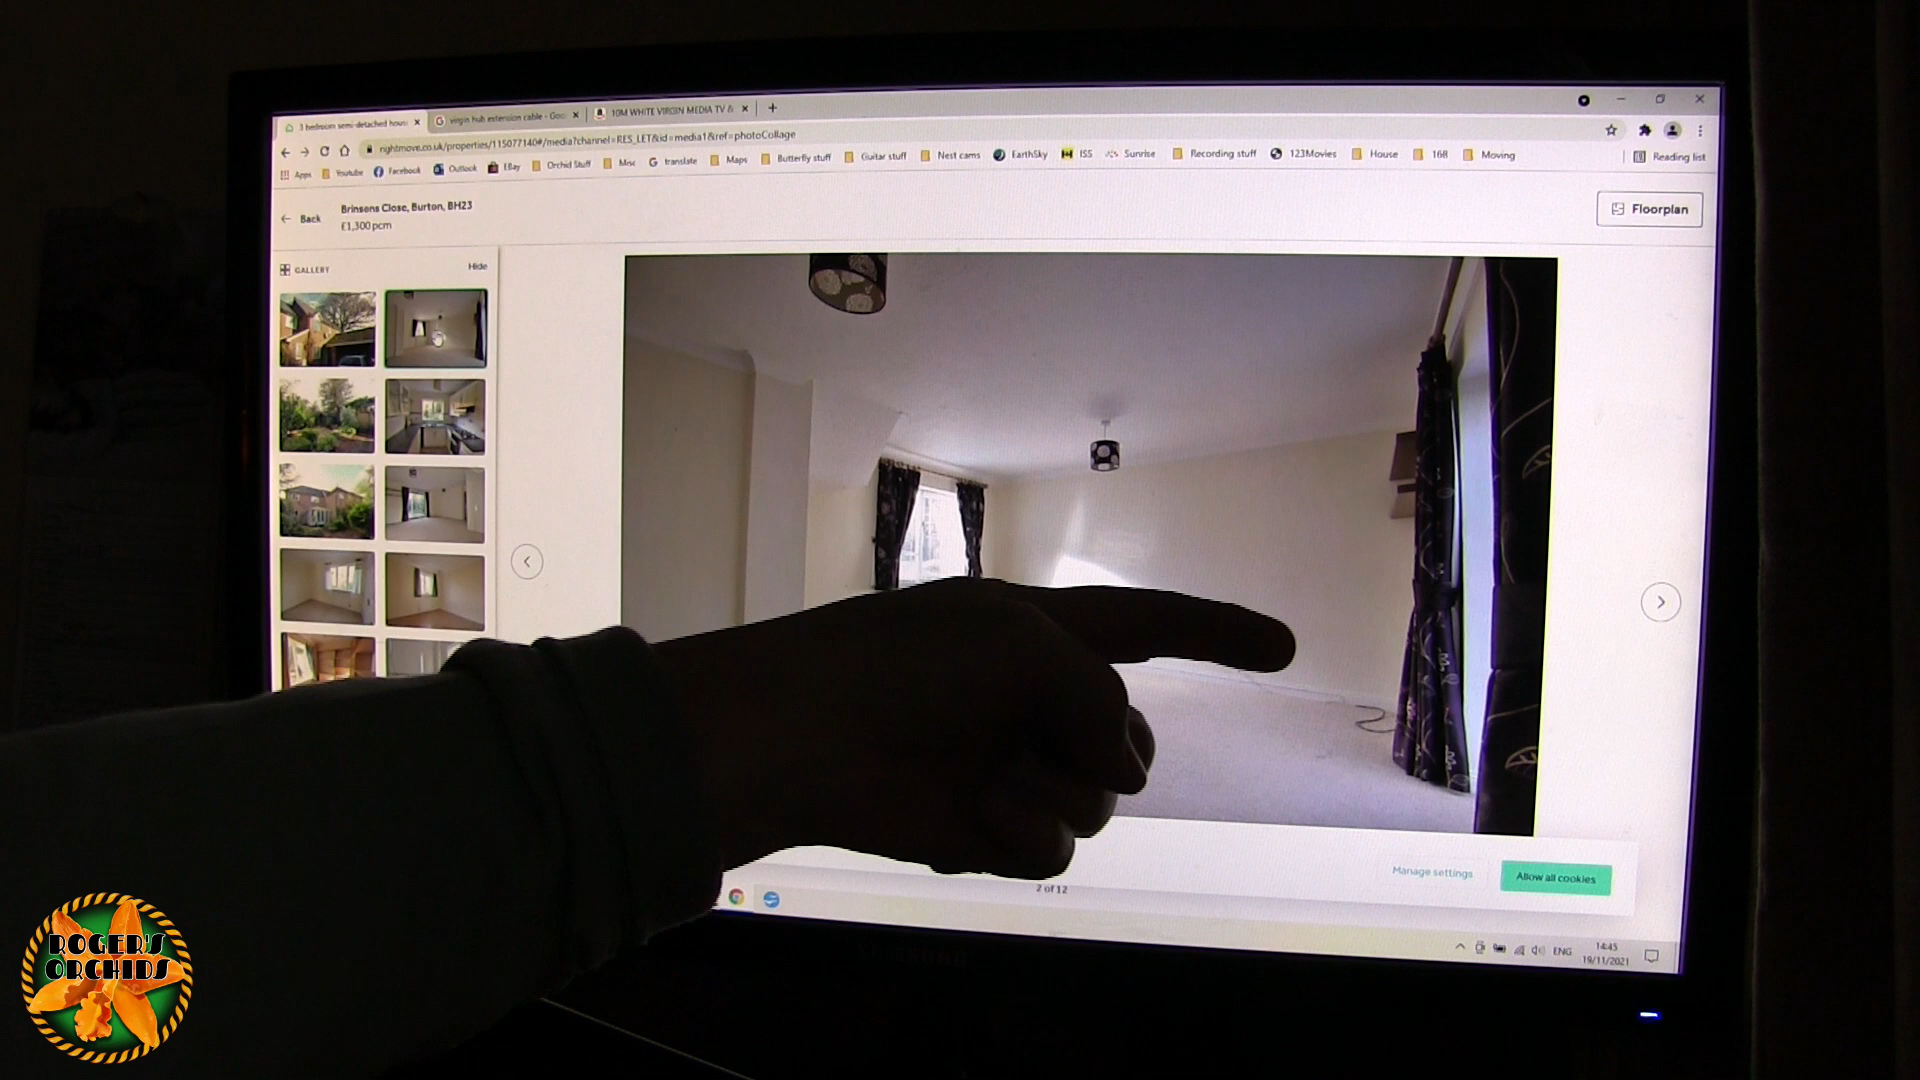 3 bedroom semi-detached hous
virgin hub extension cable - Goo
10M WHITE VIRGIN MEDIA TV &
rightmove.co.uk/properties/115077140#/media?channel=RES_LET&id=media1&ref=photoCollage
Apps Youtube Facebook Outlook EBay Orchid Stuff Misc translate Maps Butterfly stuff Guitar stuff Nest cams EarthSky ISS Sunrise Recording stuff 123Movies House 168 Moving Reading list
Back
Brinsons Close, Burton, BH23
£1,300 pcm
Floorplan
GALLERY
Hide
Manage settings
Allow all cookies
2 of 12
ENG
14:45
19/11/2021
ROGER'S
ORCHIDS